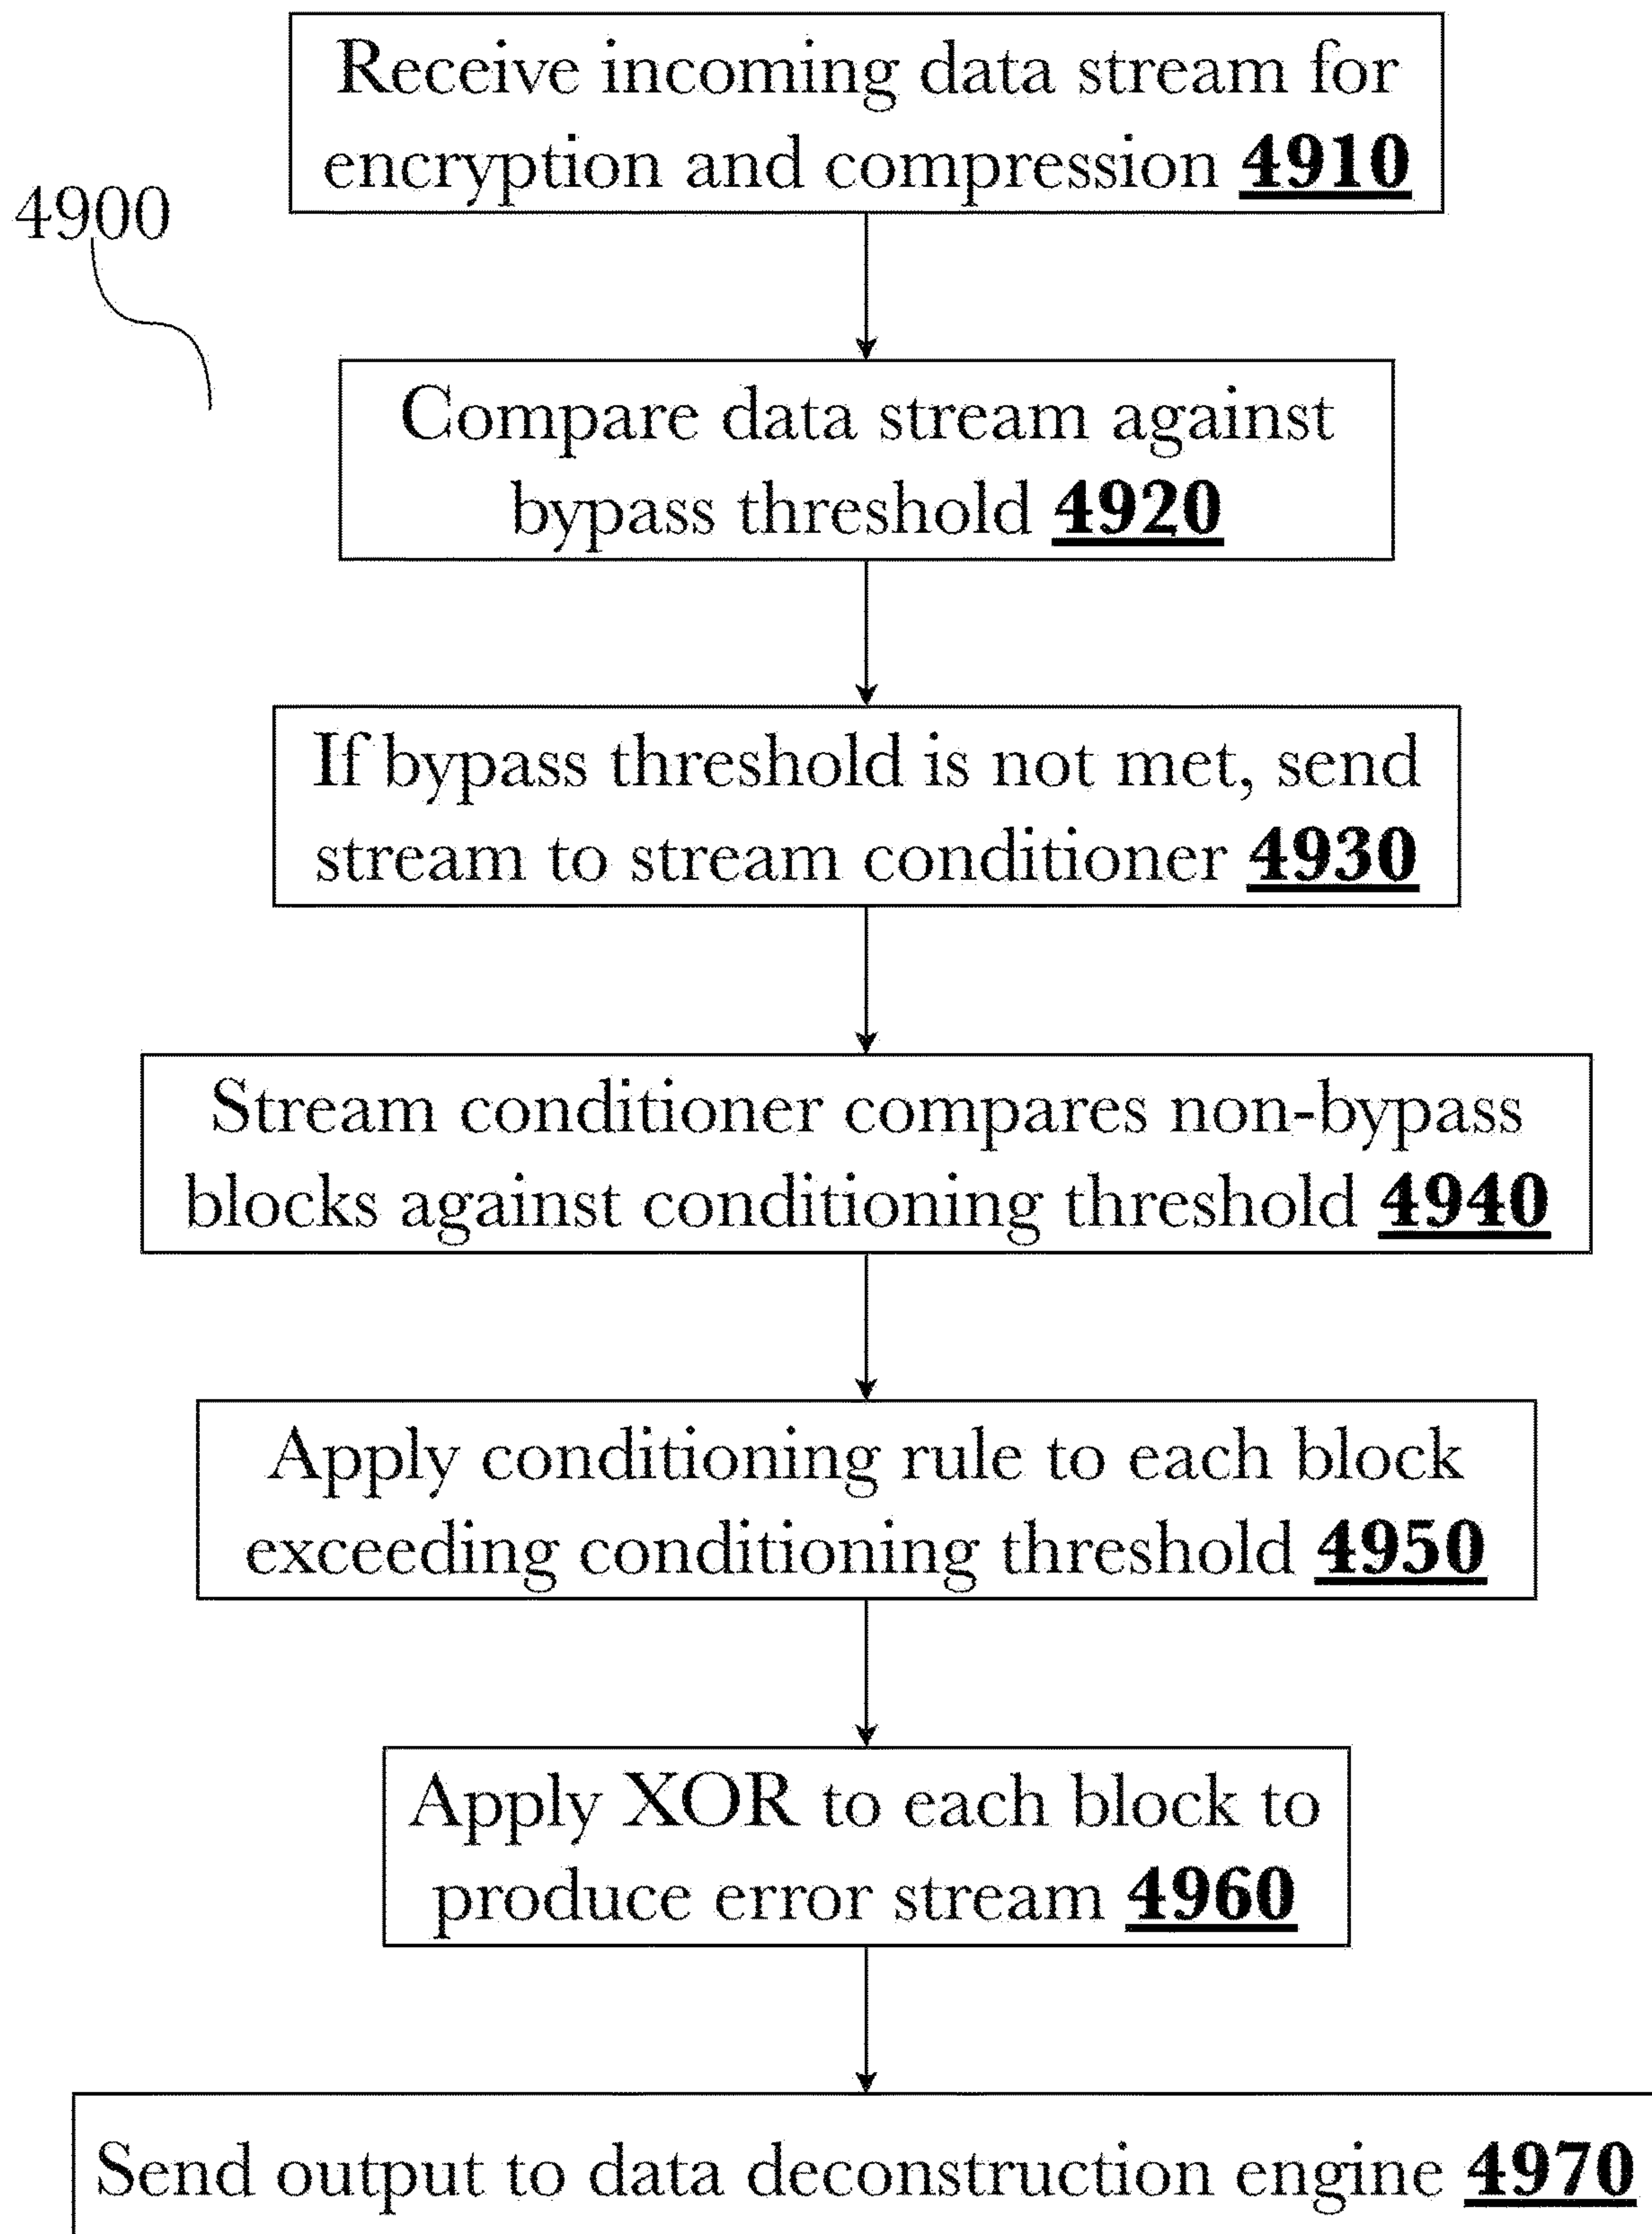 Receive incoming data stream for
encryption and compression 4910
4900
Compare data stream against
bypass threshold 4920
If bypass threshold is not met, send
stream to stream conditioner 4930
Stream conditioner compares non-bypass
blocks against conditioning threshold 4940
Apply conditioning rule to each block
exceeding conditioning threshold 4950
Apply XOR to each block to
produce error stream 4960
Send output to data deconstruction engine 4970